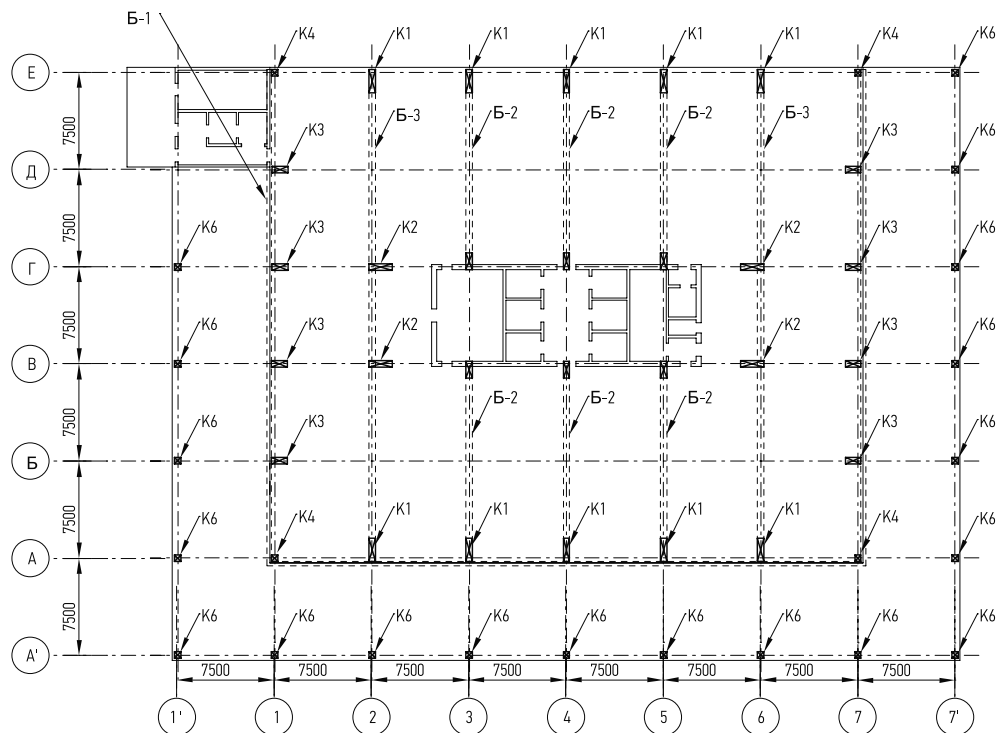 Б-1
К4 К1 К1 К1 К1 К1 К4 К6
Е
7500
Б-3 Б-2 Б-2 Б-2 Б-3
К3 К3 К6
Д
7500
К6 К3 К2 К2 К3 К6
Г
7500
К6 К3 К2 К2 К3 К6
В
7500
Б-2 Б-2 Б-2
К6 К3 К3 К6
Б
7500
К6 К4 К1 К1 К1 К1 К1 К4 К6
А
7500
К6 К6 К6 К6 К6 К6 К6 К6 К6
А'
7500 7500 7500 7500 7500 7500 7500 7500
1' 1 2 3 4 5 6 7 7'